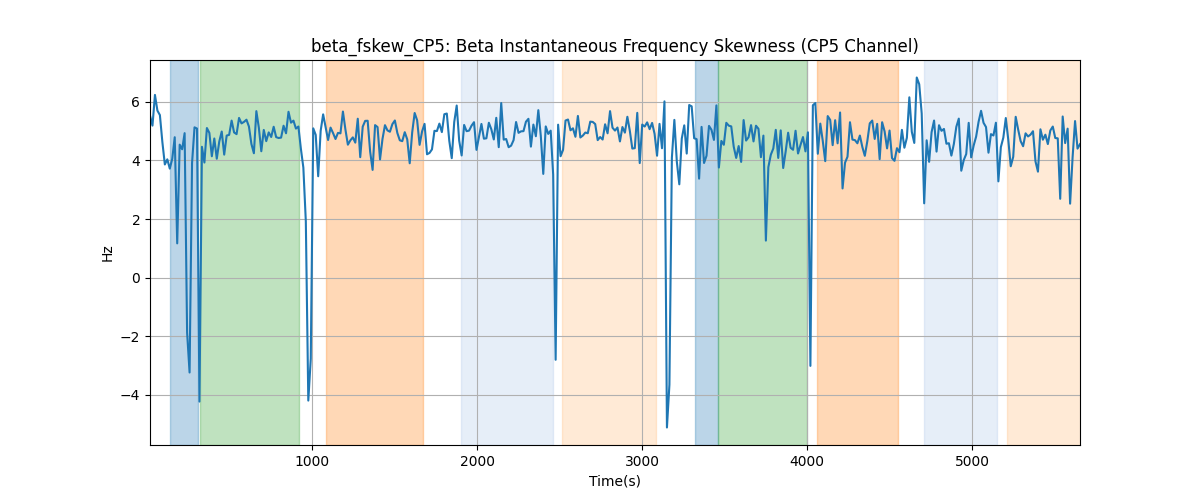 beta_fskew_CP5: Beta Instantaneous Frequency Skewness (CP5 Channel)
6
4
2
0
−2
−4
Hz
1000 2000 3000 4000 5000
Time(s)